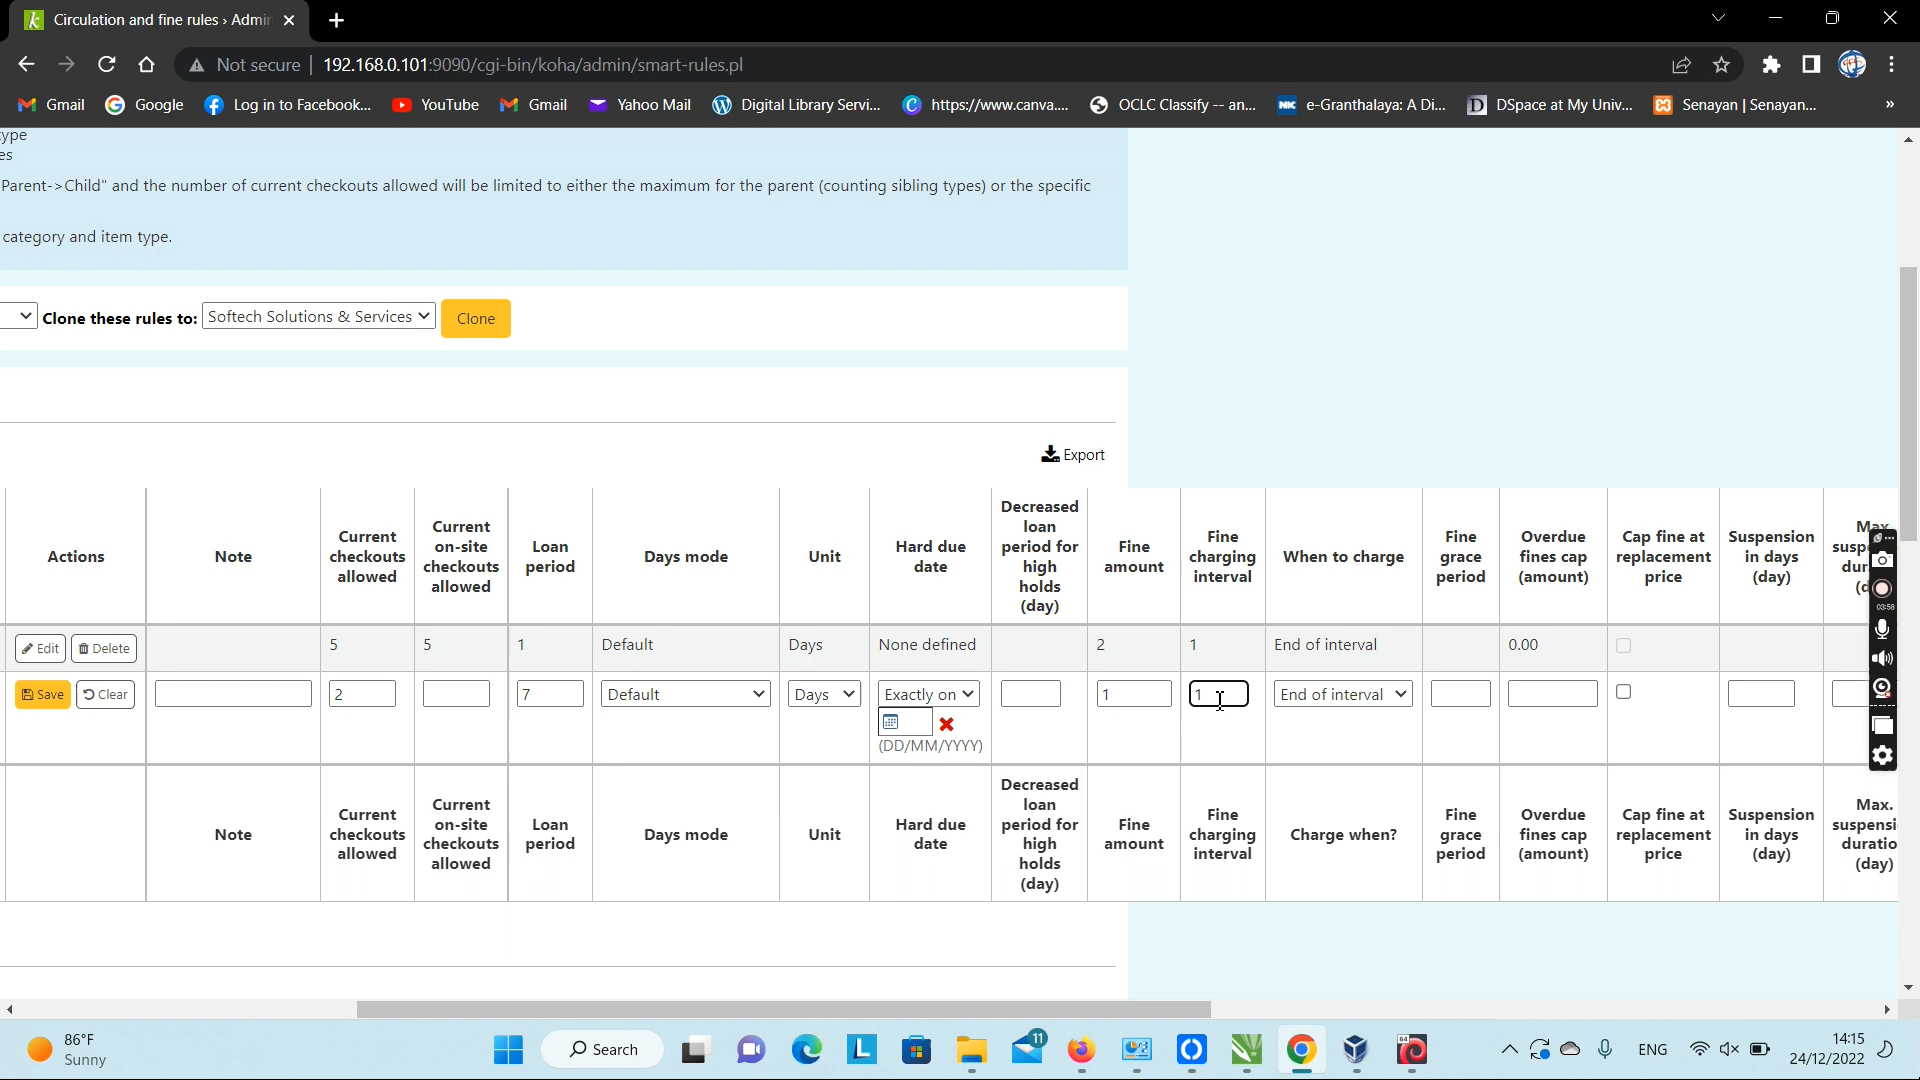 Circulation and fine rules › Admi
Not secure
192.168.0.101:9090/cgi-bin/koha/admin/smart-rules.pl
Gmail
Google
Log in to Facebook...
YouTube
Gmail
Yahoo Mail
Digital Library Servi...
https://www.canva....
OCLC Classify -- an...
e-Granthalaya: A Di...
DSpace at My Univ...
Senayan | Senayan...
»
type
es
Parent->Child" and the number of current checkouts allowed will be limited to either the maximum for the parent (counting sibling types) or the specific
category and item type.
Clone these rules to:
Softech Solutions & Services
Clone
Export
Actions
Note
Current checkouts allowed
Current on-site checkouts allowed
Loan period
Days mode
Unit
Hard due date
Decreased loan period for high holds (day)
Fine amount
Fine charging interval
When to charge
Fine grace period
Overdue fines cap (amount)
Cap fine at replacement price
Suspension in days (day)
Max.
susp
dur
(d
Edit
Delete
5
5
1
Default
Days
None defined
2
1
End of interval
0.00
Save
Clear
2
7
Default
Days
Exactly on
(DD/MM/YYYY)
1
1
End of interval
Note
Current checkouts allowed
Current on-site checkouts allowed
Loan period
Days mode
Unit
Hard due date
Decreased loan period for high holds (day)
Fine amount
Fine charging interval
Charge when?
Fine grace period
Overdue fines cap (amount)
Cap fine at replacement price
Suspension in days (day)
Max.
suspensi
duratio
(day)
03:58
86°F
Sunny
Search
11
64
ENG
14:15
24/12/2022